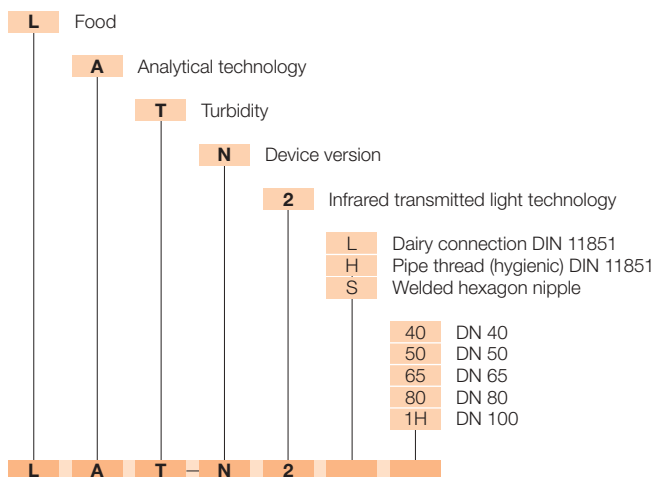 L Food
A Analytical technology
T Turbidity
N Device version
2 Infrared transmitted light technology
L Dairy connection DIN 11851
H Pipe thread (hygienic) DIN 11851
S Welded hexagon nipple
40 DN 40
50 DN 50
65 DN 65
80 DN 80
1H DN 100
L A T – N 2